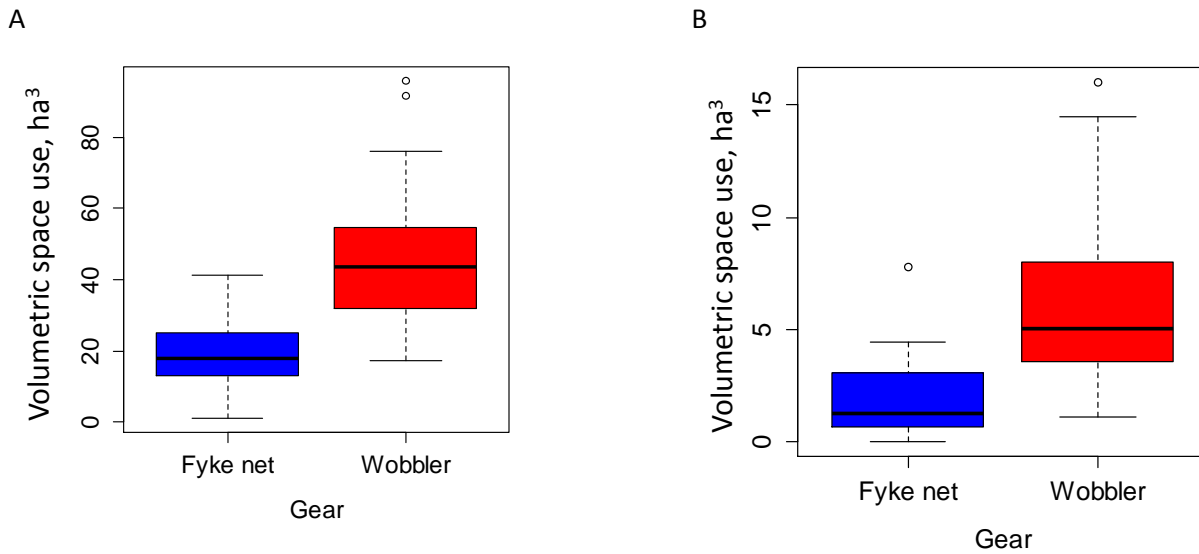 A
Volumetric space use, ha³
80
60
40
20
0
Fyke net Wobbler
Gear
B
Volumetric space use, ha³
15
10
5
0
Fyke net Wobbler
Gear